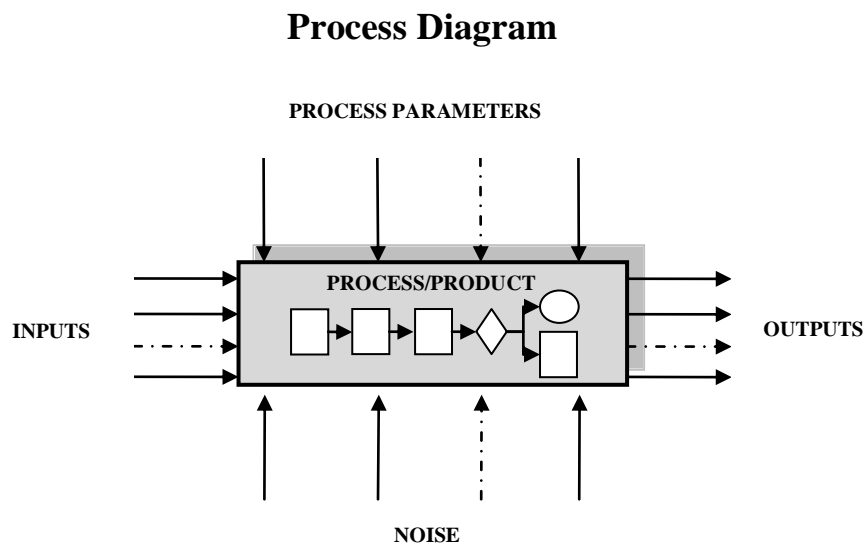 Process Diagram
PROCESS PARAMETERS
PROCESS/PRODUCT
INPUTS
OUTPUTS
NOISE